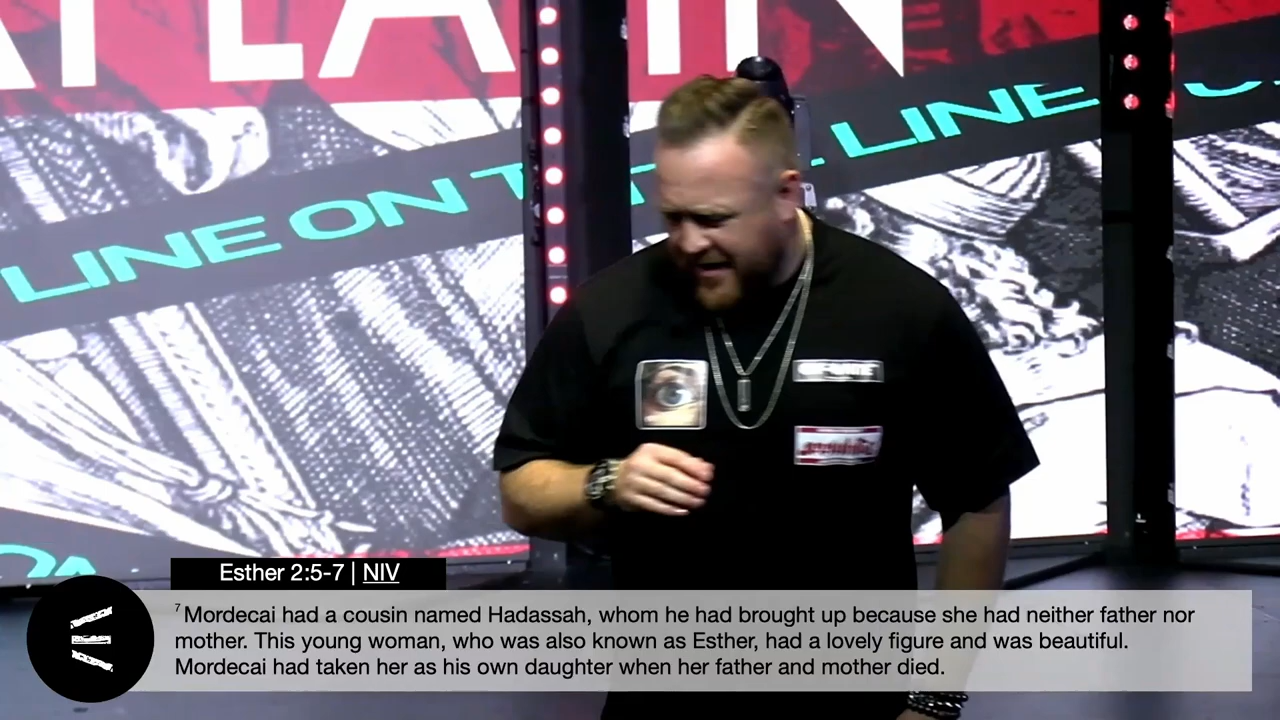 LINE ON T
LINE
Esther 2:5-7 | NIV
7 Mordecai had a cousin named Hadassah, whom he had brought up because she had neither father nor
mother. This young woman, who was also known as Esther, had a lovely figure and was beautiful.
Mordecai had taken her as his own daughter when her father and mother died.